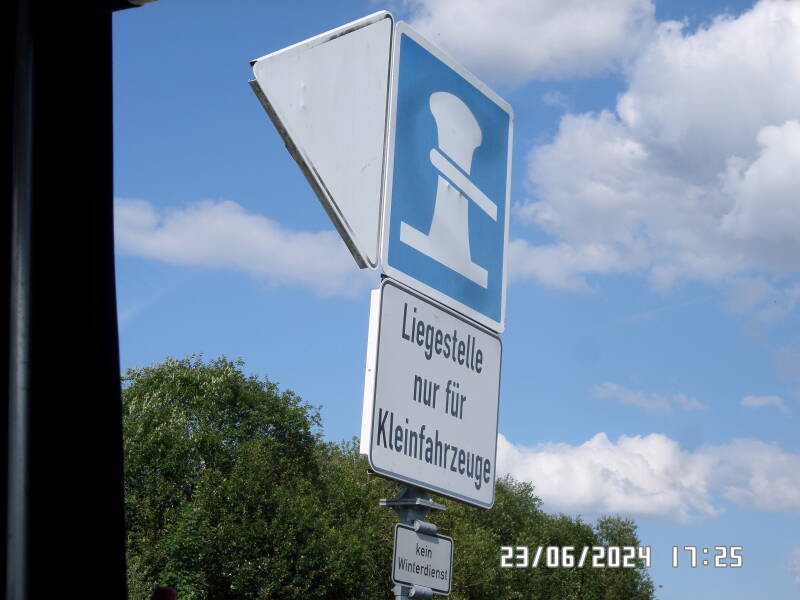 Liegestelle
nur für
Kleinfahrzeuge
kein
Winterdienst
23/06/2024 17:25